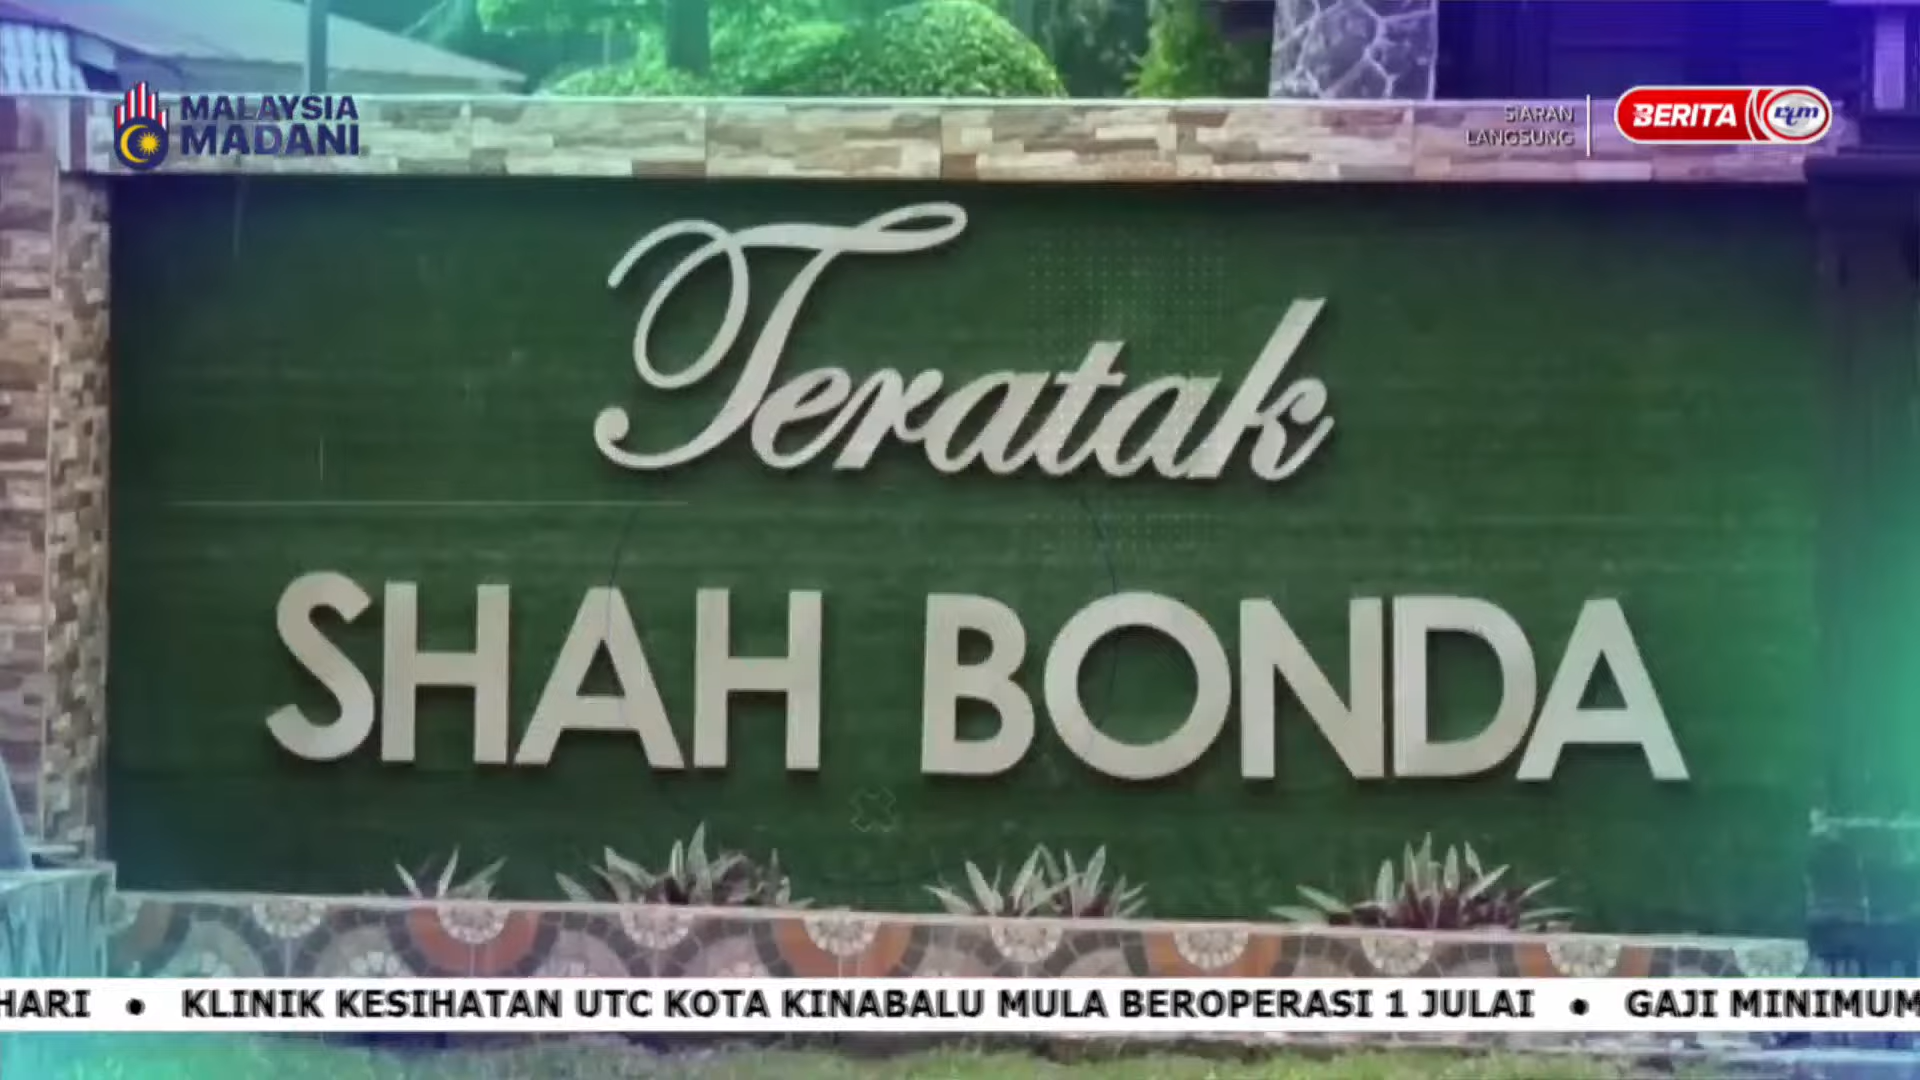 MALAYSIA
MADANI
SIARAN
LANGSUNG
BERITA rtm
Teratak
SHAH BONDA
HARI • KLINIK KESIHATAN UTC KOTA KINABALU MULA BEROPERASI 1 JULAI • GAJI MINIMUM